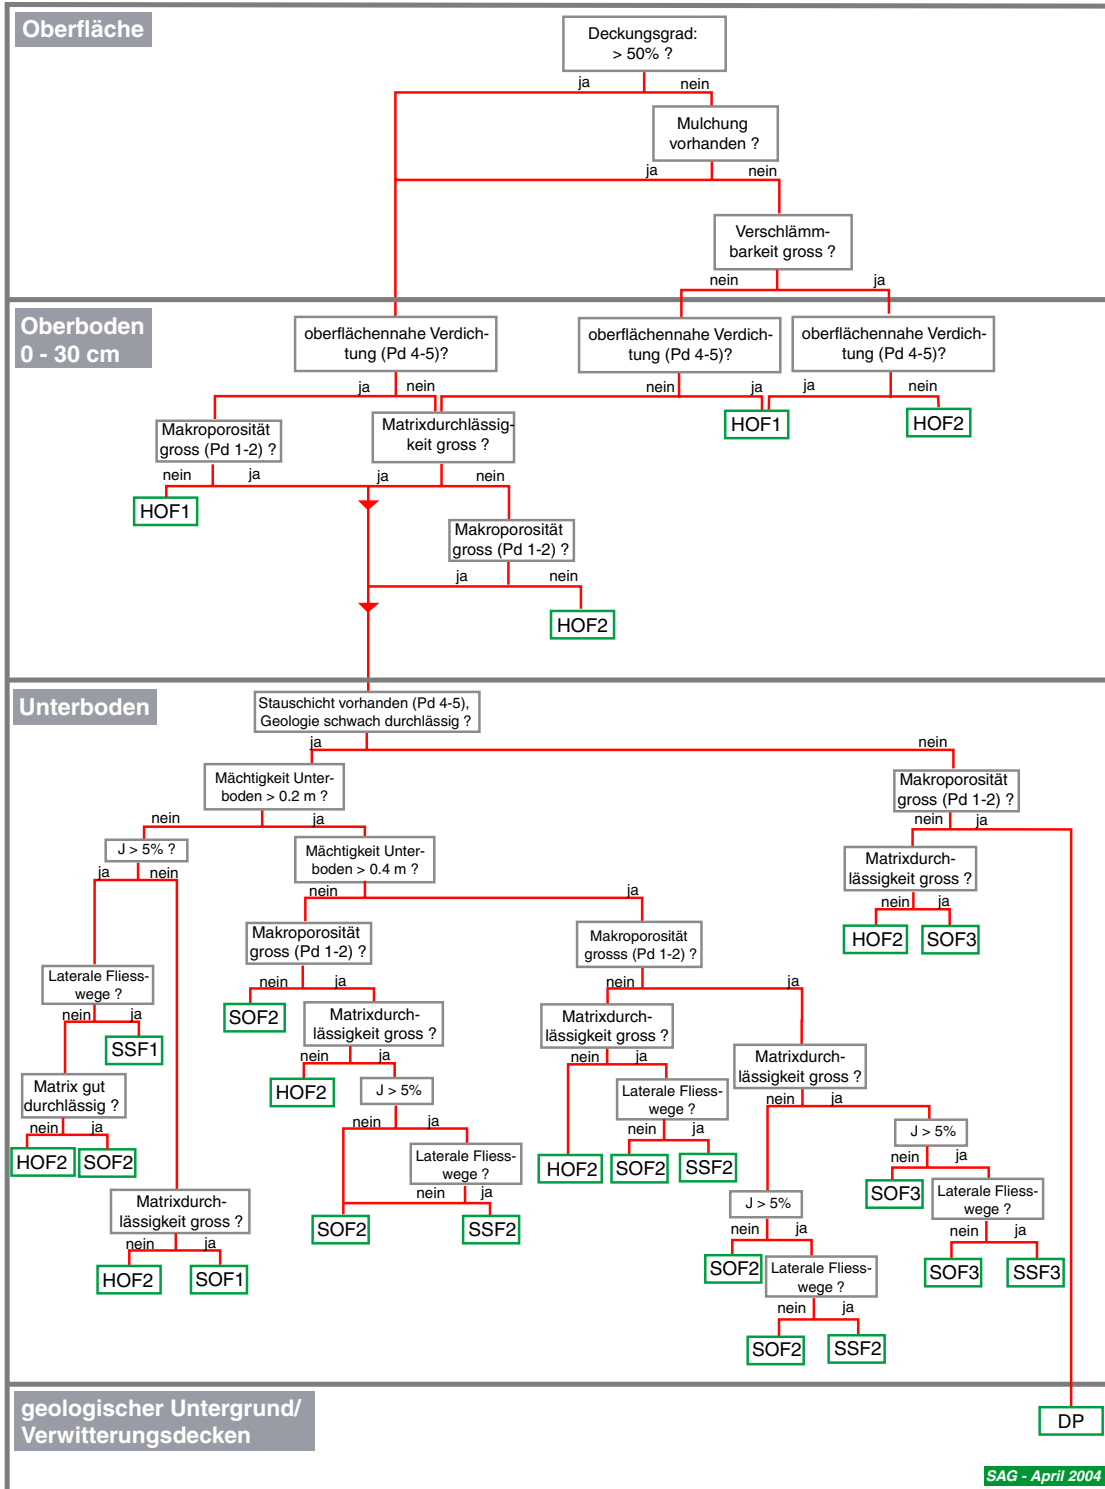 Oberfläche
Deckungsgrad:
> 50% ?
ja
nein
Mulchung
vorhanden ?
ja
nein
Verschlämm-
barkeit gross ?
nein
ja
Oberboden
0 - 30 cm
oberflächennahe Verdich-
tung (Pd 4-5)?
oberflächennahe Verdich-
tung (Pd 4-5)?
oberflächennahe Verdich-
tung (Pd 4-5)?
ja
nein
nein
ja
ja
nein
HOF1
HOF2
Makroporosität
gross (Pd 1-2) ?
Matrixdurchlässig-
keit gross ?
nein
ja
ja
nein
HOF1
Makroporosität
gross (Pd 1-2) ?
ja
nein
HOF2
Unterboden
Stauschicht vorhanden (Pd 4-5),
Geologie schwach durchlässig ?
ja
nein
Mächtigkeit Unter-
boden > 0.2 m ?
Makroporosität
gross (Pd 1-2) ?
nein
ja
nein
ja
J > 5% ?
Mächtigkeit Unter-
boden > 0.4 m ?
Matrixdurch-
lässigkeit gross ?
ja
nein
nein
ja
nein
ja
HOF2
SOF3
Makroporosität
gross (Pd 1-2) ?
Makroporosität
grosss (Pd 1-2) ?
Laterale Fliess-
wege ?
nein
ja
nein
ja
nein
ja
SOF2
Matrixdurch-
lässigkeit gross ?
Matrixdurch-
lässigkeit gross ?
SSF1
Matrixdurch-
lässigkeit gross ?
nein
ja
nein
ja
Matrix gut
durchlässig ?
HOF2
J > 5%
Laterale Fliess-
wege ?
nein
ja
nein
ja
nein
ja
nein
ja
J > 5%
HOF2
SOF2
Laterale Fliess-
wege ?
HOF2
SOF2
SSF2
nein
ja
SOF3
Laterale Fliess-
wege ?
Matrixdurch-
lässigkeit gross ?
nein
ja
J > 5%
SOF2
SSF2
nein
ja
nein
ja
nein
ja
HOF2
SOF1
SOF2
Laterale Fliess-
wege ?
SOF3
SSF3
nein
ja
SOF2
SSF2
geologischer Untergrund/
Verwitterungsdecken
DP
SAG - April 2004